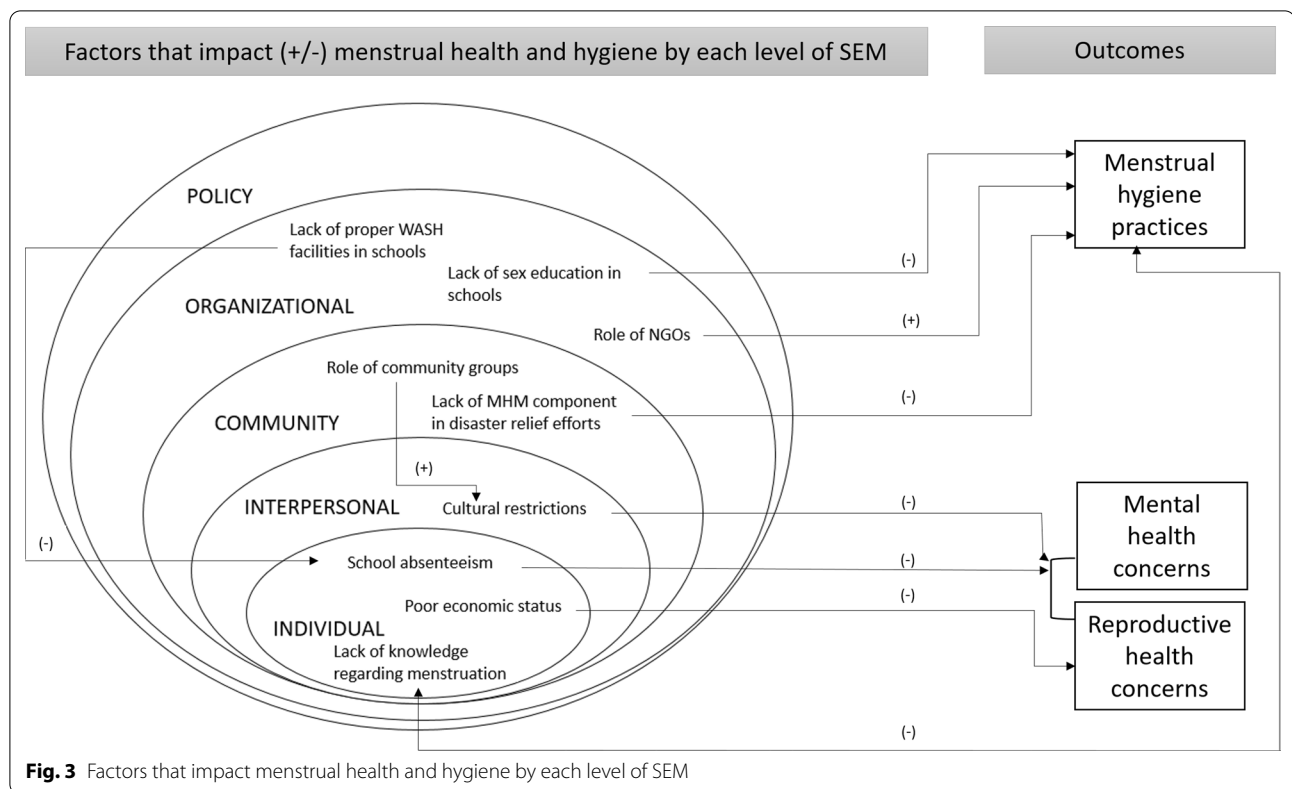 Factors that impact (+/-) menstrual health and hygiene by each level of SEM
Outcomes
POLICY
Lack of proper WASH
facilities in schools
Lack of sex education in
schools
ORGANIZATIONAL
Role of NGOs
Role of community groups
Lack of MHM component
in disaster relief efforts
COMMUNITY
(+)
INTERPERSONAL
Cultural restrictions
(-)
School absenteeism
Poor economic status
INDIVIDUAL
Lack of knowledge
regarding menstruation
(-)
(+)
(-)
(-)
(-)
(-)
(-)
Menstrual
hygiene
practices
Mental
health
concerns
Reproductive
health
concerns
Fig. 3 Factors that impact menstrual health and hygiene by each level of SEM